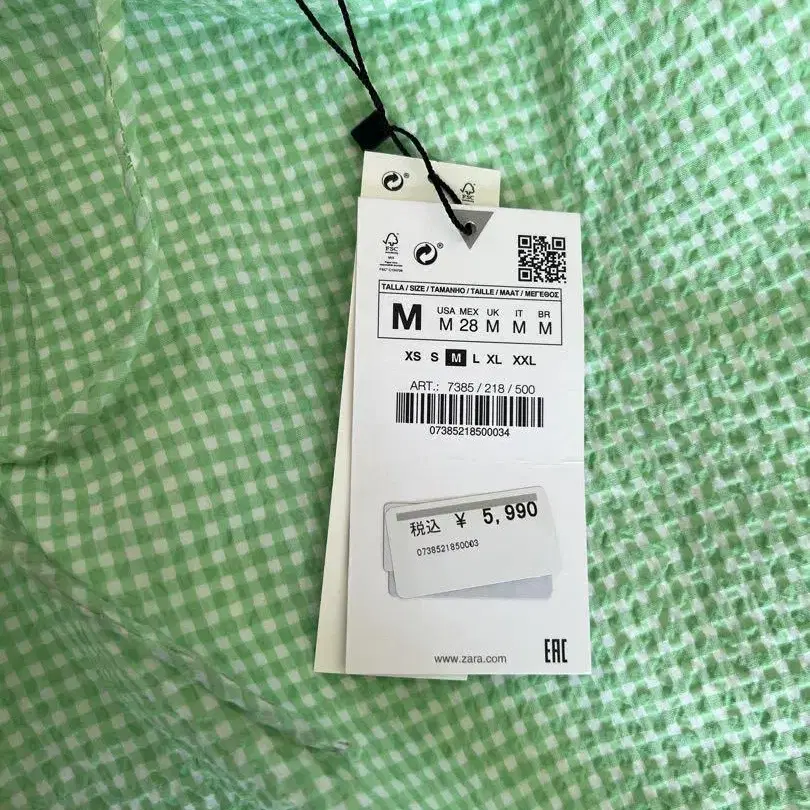 ®
FSC
®
TALLA / SIZE / TAMANHO / TAILLE / MAAT / ΜΕΓΕΘΟΣ
M
USA MEX UK IT BR
M 28 M M M
XS S M L XL XXL
ART.: 7385 / 218 / 500
07385218500034
税込 ¥ 5,990
0738521850003
www.zara.com
EAC